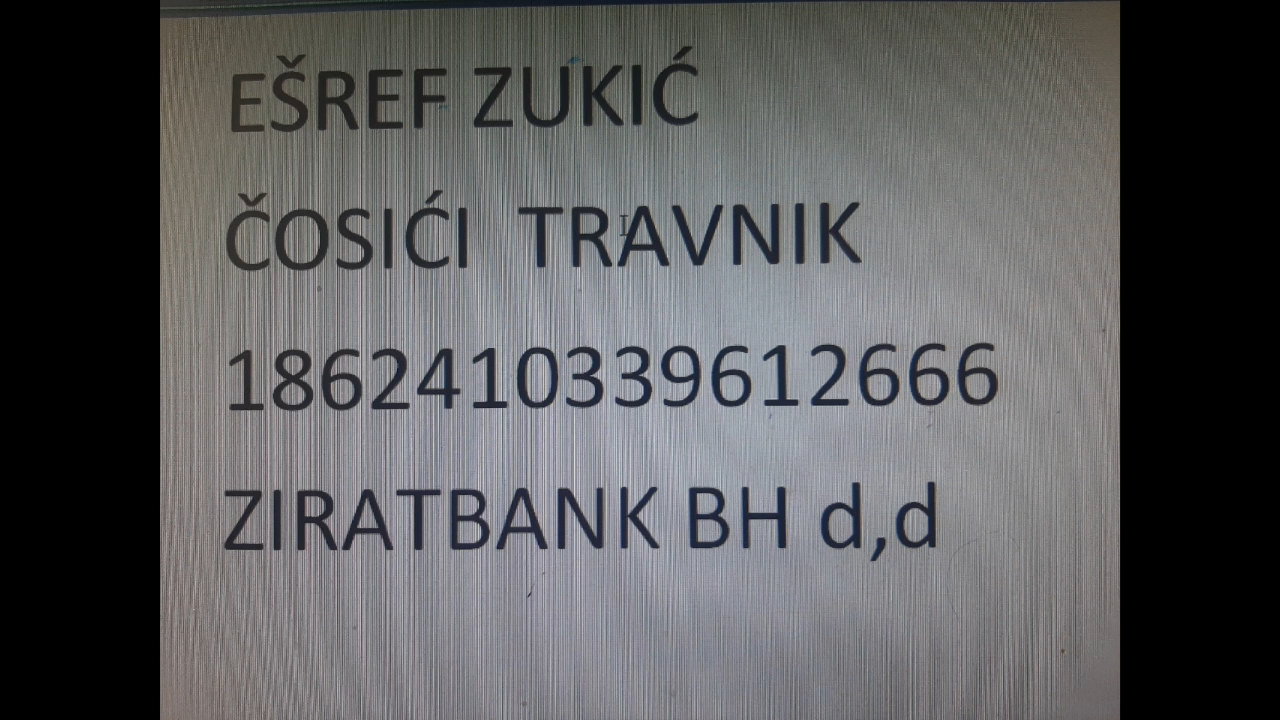 EŠREF ZUKIĆ
ČOSIĆI TRAVNIK
1862410339612666
ZIRATBANK BH d,d